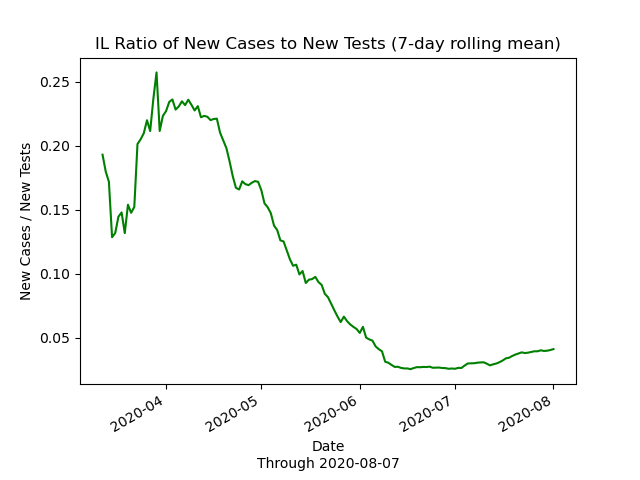 IL Ratio of New Cases to New Tests (7-day rolling mean)
New Cases / New Tests
0.25
0.20
0.15
0.10
0.05
2020-04
2020-05
2020-06
2020-07
2020-08
Date
Through 2020-08-07